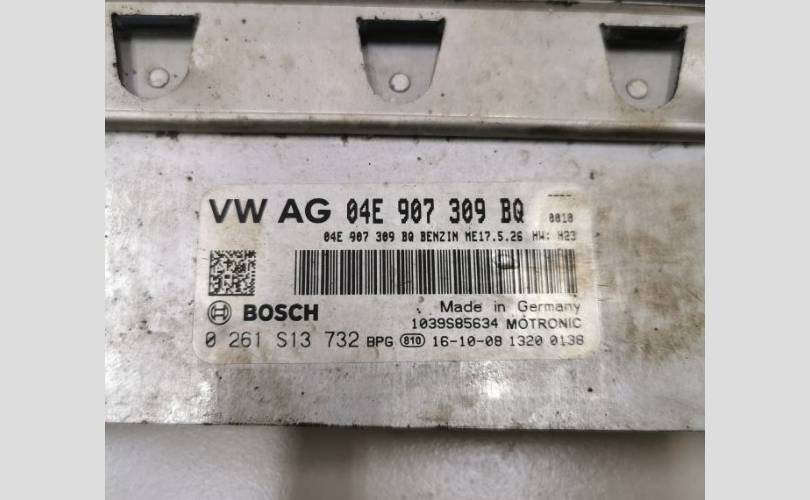 VW AG 04E 907 309 BQ 0010
04E 907 309 BQ BENZIN ME17.5.26 HW: H23
BOSCH
Made in Germany
1039S85634 MOTRONIC
0 261 S13 732 BPG 810 16-10-08 1320 0138